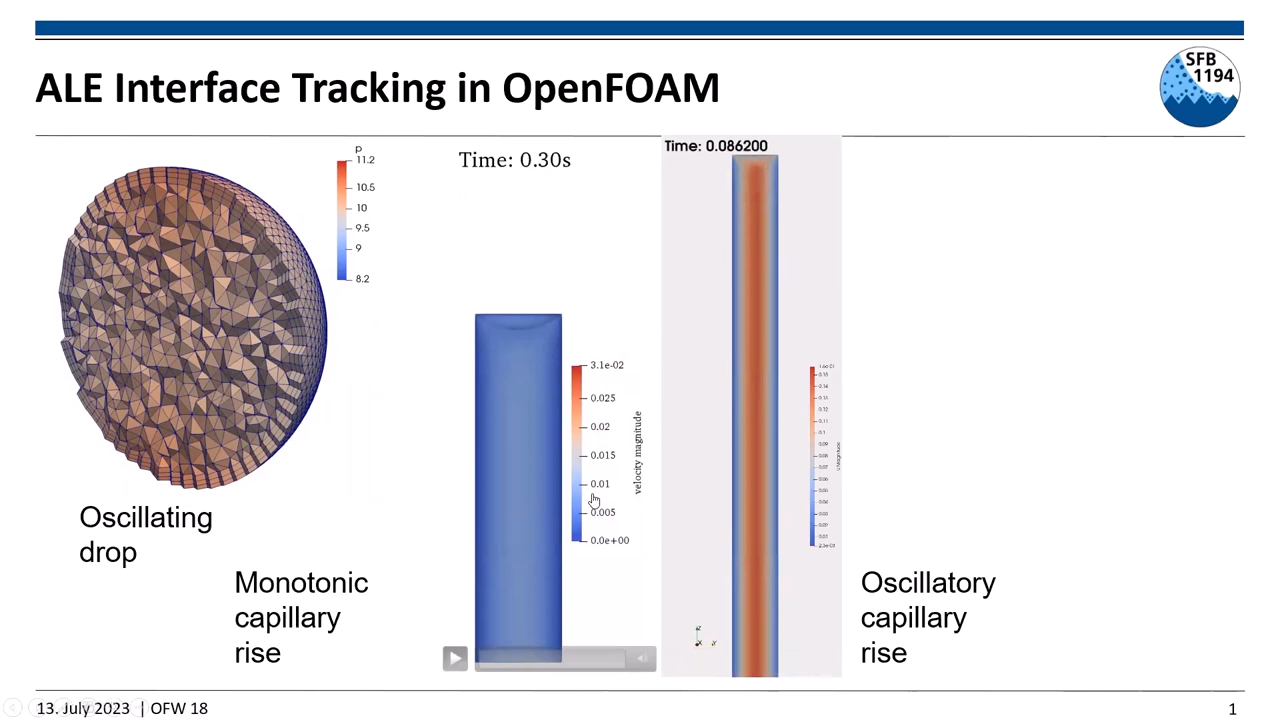 ALE Interface Tracking in OpenFOAM
SFB
1194
p
11.2
10.5
10
9.5
9
8.2
Time: 0.30s
3.1e-02
0.025
0.02
0.015
0.01
0.005
0.0e+00
velocity magnitude
Time: 0.086200
Oscillating
drop
Monotonic
capillary
rise
Oscillatory
capillary
rise
13. July 2023 | OFW 18
1